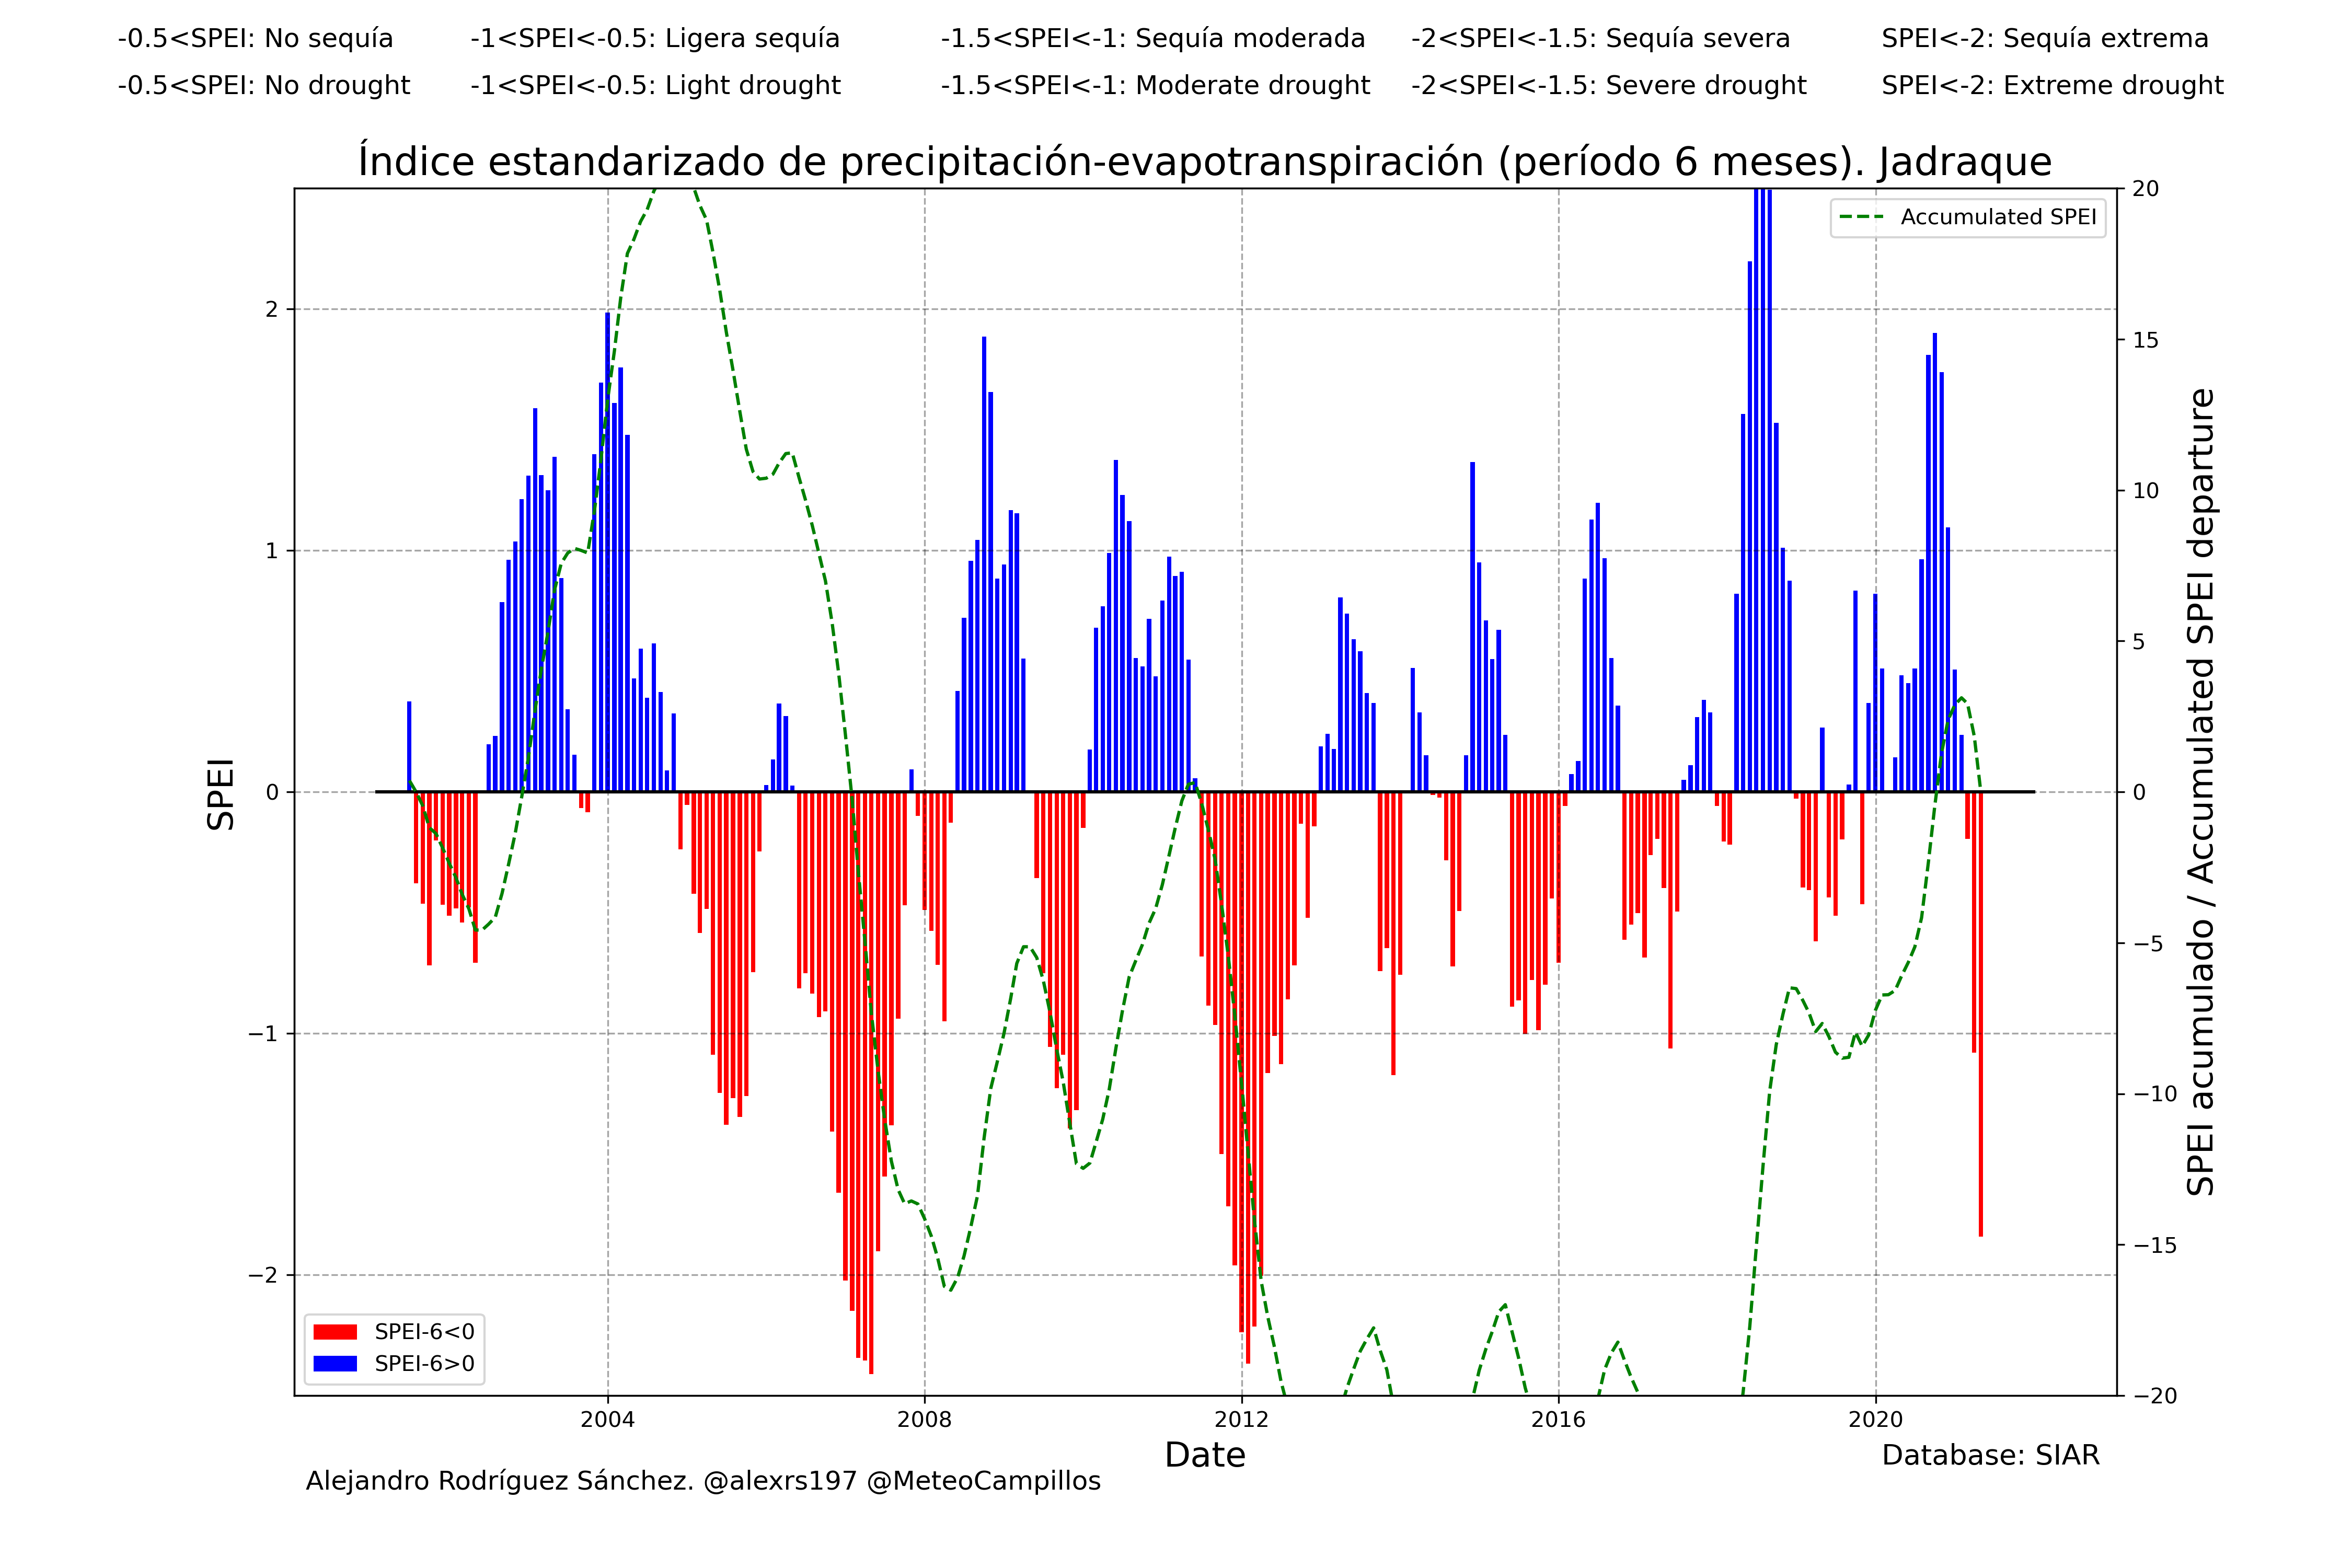 -0.5<SPEI: No sequía -1<SPEI<-0.5: Ligera sequía -1.5<SPEI<-1: Sequía moderada -2<SPEI<-1.5: Sequía severa SPEI<-2: Sequía extrema
-0.5<SPEI: No drought -1<SPEI<-0.5: Light drought -1.5<SPEI<-1: Moderate drought -2<SPEI<-1.5: Severe drought SPEI<-2: Extreme drought
Índice estandarizado de precipitación-evapotranspiración (período 6 meses). Jadraque
Accumulated SPEI
SPEI
2
1
0
−1
−2
20
15
10
5
0
−5
−10
−15
−20
SPEI acumulado / Accumulated SPEI departure
SPEI-6<0
SPEI-6>0
2004 2008 2012 2016 2020
Date
Database: SIAR
Alejandro Rodríguez Sánchez. @alexrs197 @MeteoCampillos